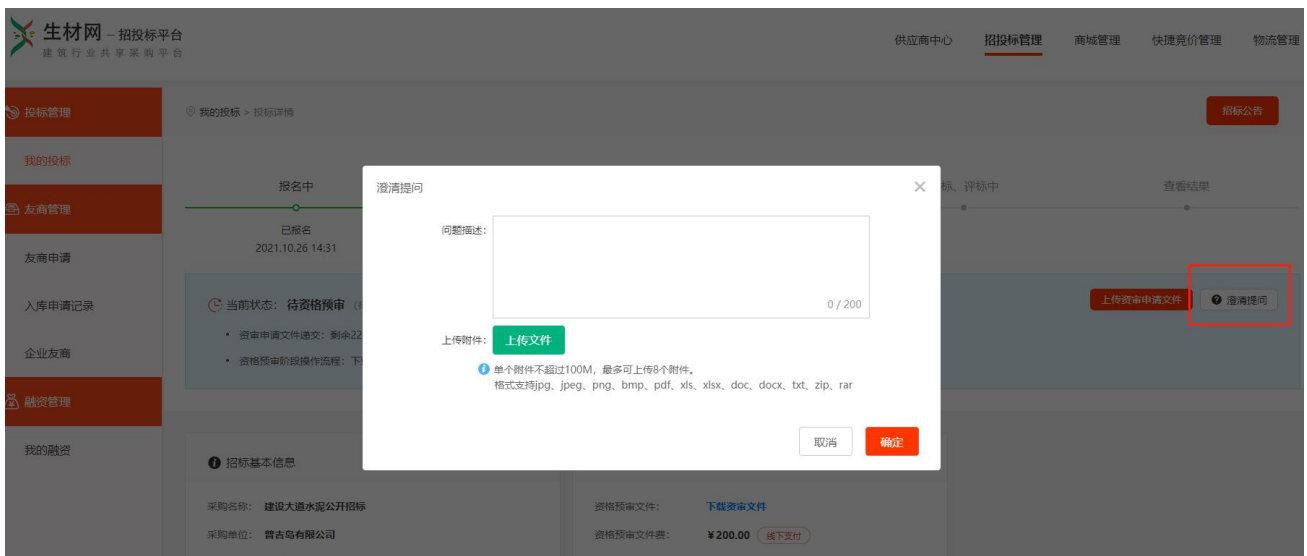 生材网 – 招投标平台
建筑行业共享采购平台
供应商中心 招投标管理 商城管理 快捷竞价管理 物流管理
投标管理
我的投标 > 投标详情
招标公告
我的投标
报名中
澄清提问
标、评标中
查看结果
友商管理
已报名
2021.10.26 14:31
问题描述:
友商申请
0 / 200
入库申请记录
当前状态: 待资格预审
上传资审申请文件
澄清提问
• 资审申请文件递交: 剩余22
上传附件: 上传文件
企业友商
• 资格预审阶段操作流程: 下
单个附件不超过100M，最多可上传8个附件。
格式支持jpg、jpeg、png、bmp、pdf、xls、xlsx、doc、docx、txt、zip、rar
融资管理
取消 确定
我的融资
招标基本信息
采购名称: 建设大道水泥公开招标
资格预审文件: 下载资审文件
采购单位: 普古岛有限公司
资格预审文件费: ¥200.00 线下支付